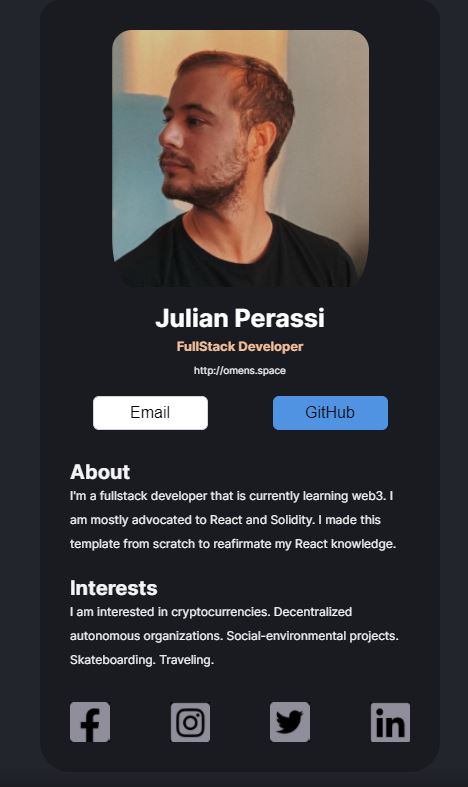 Julian Perassi
FullStack Developer
http://omens.space
Email
GitHub
About
I'm a fullstack developer that is currently learning web3. I
am mostly advocated to React and Solidity. I made this
template from scratch to reafirmate my React knowledge.
Interests
I am interested in cryptocurrencies. Decentralized
autonomous organizations. Social-environmental projects.
Skateboarding. Traveling.